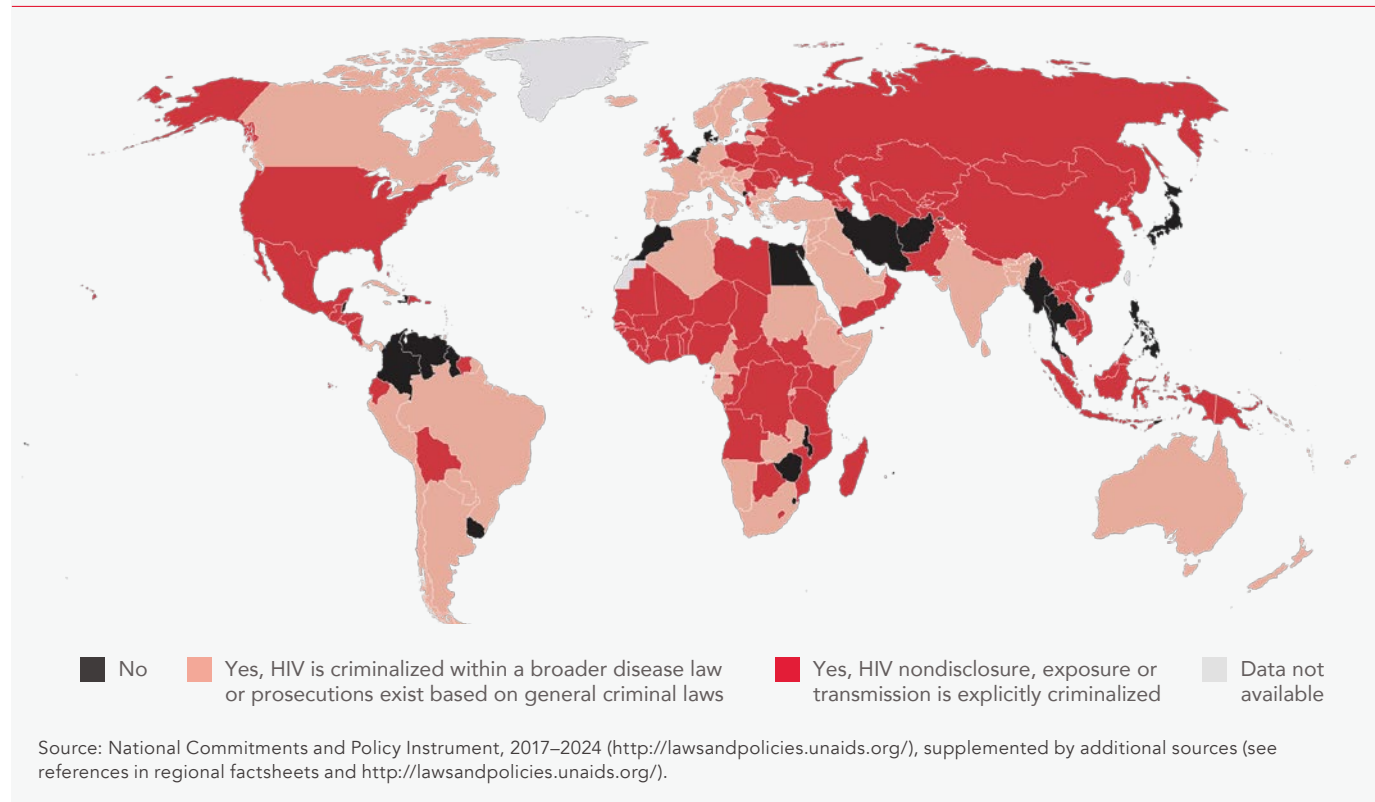 No
Yes, HIV is criminalized within a broader disease law
or prosecutions exist based on general criminal laws
Yes, HIV nondisclosure, exposure or
transmission is explicitly criminalized
Data not
available
Source: National Commitments and Policy Instrument, 2017–2024 (http://lawsandpolicies.unaids.org/), supplemented by additional sources (see
references in regional factsheets and http://lawsandpolicies.unaids.org/).